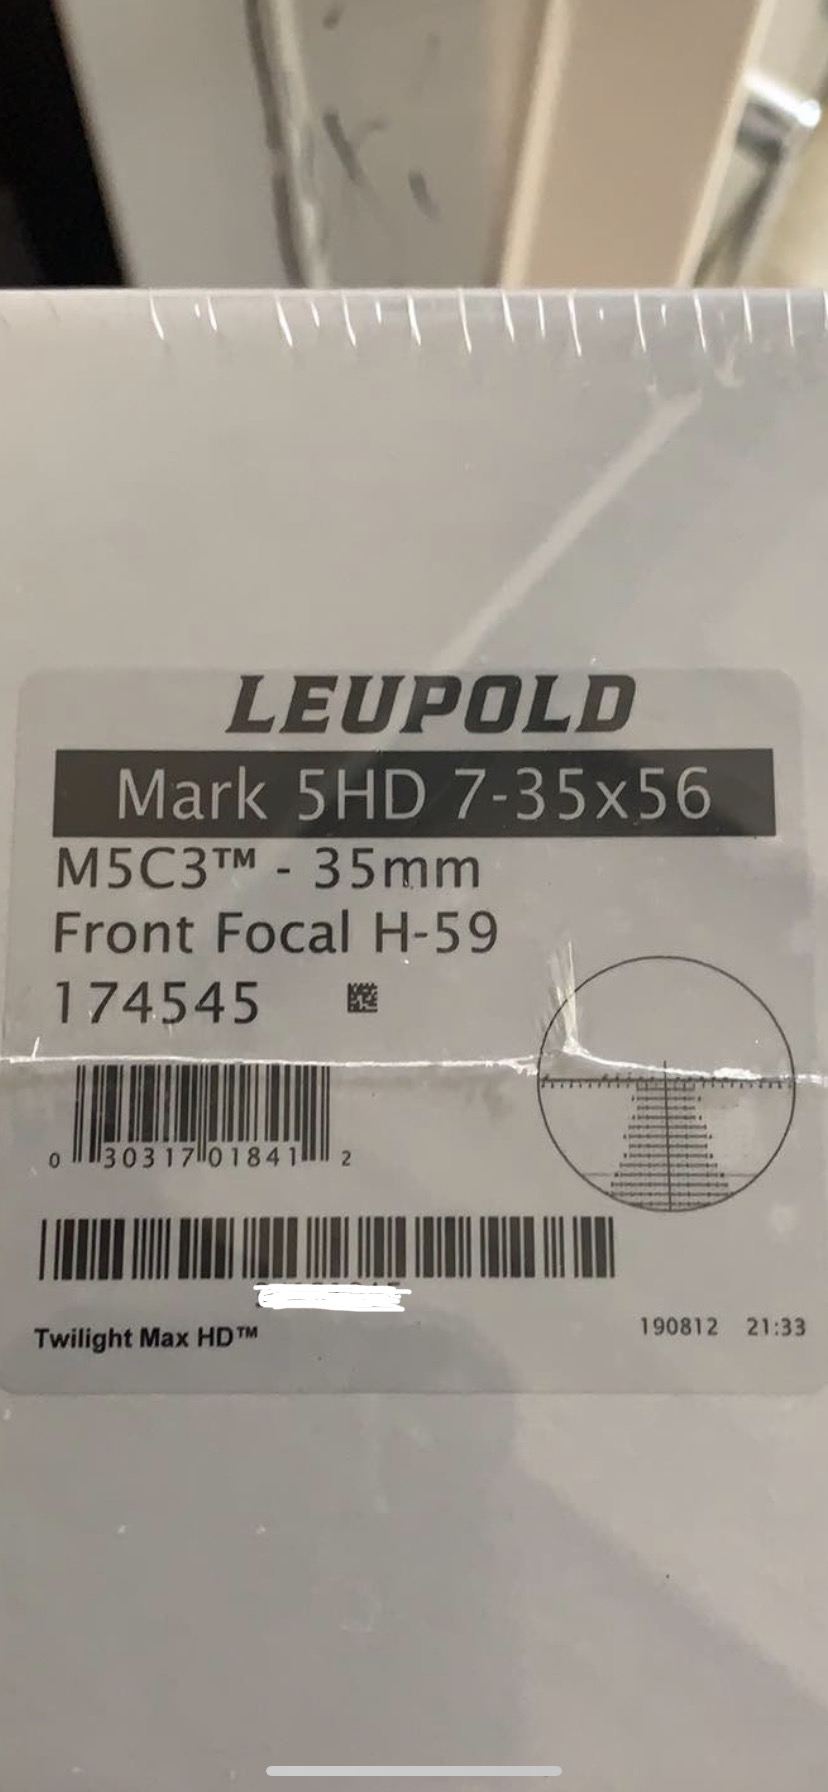 LEUPOLD
Mark 5HD 7-35x56
M5C3™ - 35mm
Front Focal H-59
174545
0 30317 01841 2
Twilight Max HD™
190812 21:33